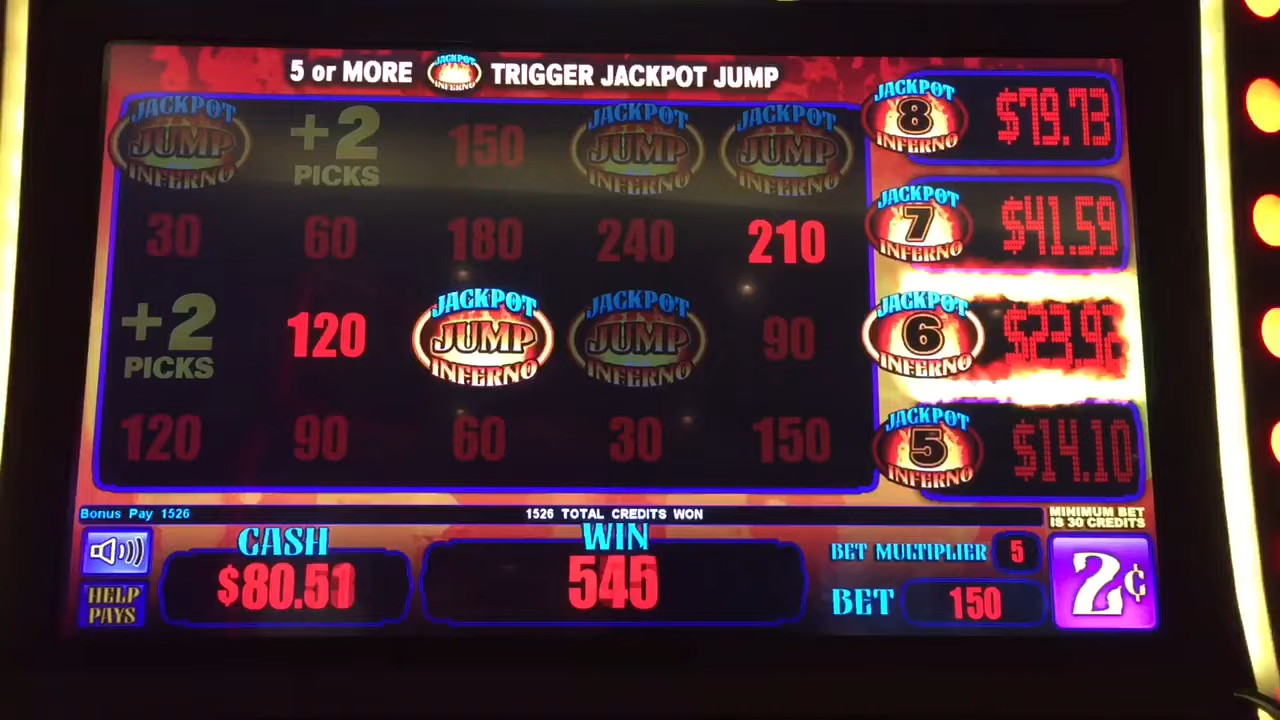 5 or MORE JACKPOT INFERNO TRIGGER JACKPOT JUMP
JACKPOT JUMP INFERNO +2 PICKS 150 JACKPOT JUMP INFERNO JACKPOT JUMP INFERNO
30 60 180 240 210
+2 PICKS 120 JACKPOT JUMP INFERNO JACKPOT JUMP INFERNO 90
120 90 60 30 150
JACKPOT 8 INFERNO $79.73
JACKPOT 7 INFERNO $41.59
JACKPOT 6 INFERNO
JACKPOT 5 INFERNO $14.10
Bonus Pay 1526
1526 TOTAL CREDITS WON
MINIMUM BET
IS 30 CREDITS
CASH
$80.51
WIN
545
BET MULTIPLIER 5
BET 150
2¢
HELP
PAYS